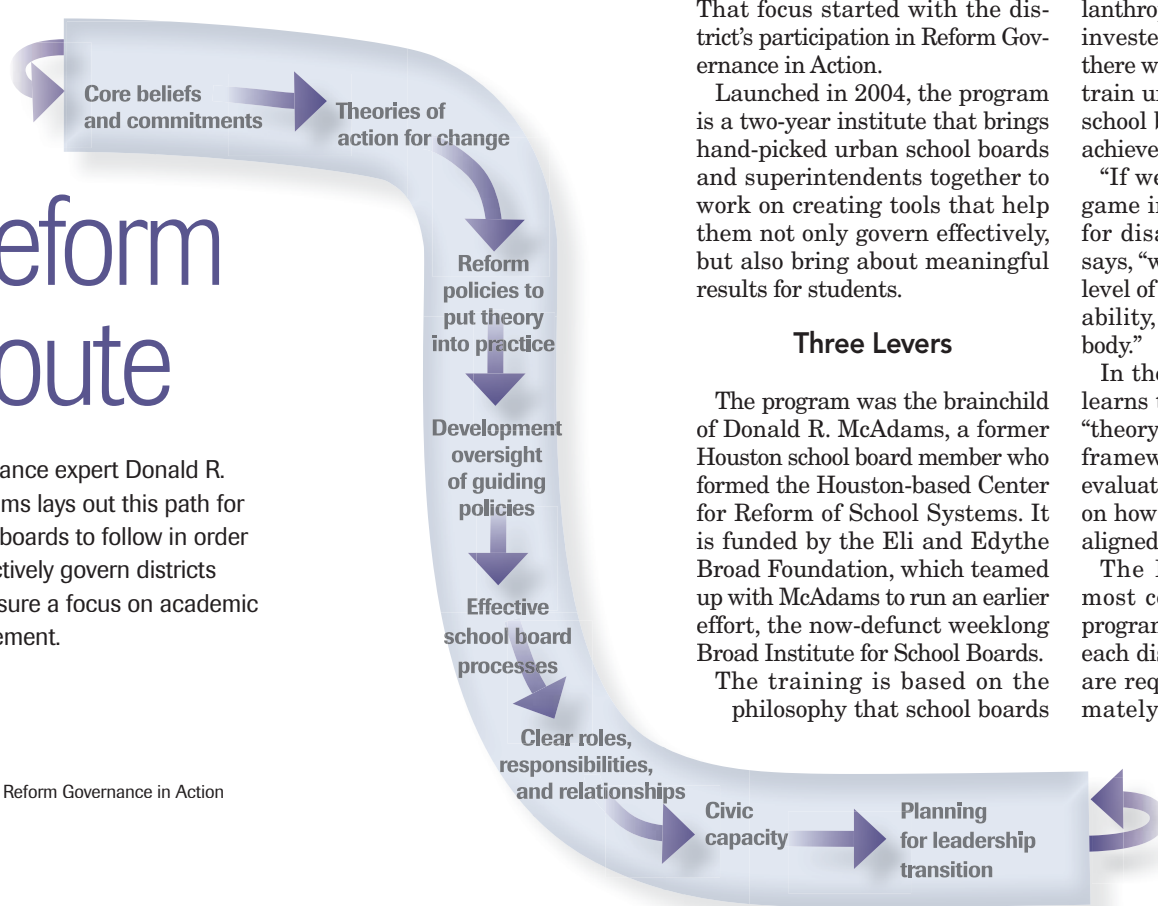 Core beliefs
and commitments
Theories of
action for change
Reform
policies to
put theory
into practice
Development
oversight
of guiding
policies
Effective
school board
processes
Clear roles,
responsibilities,
and relationships
Civic
capacity
Planning
for leadership
transition
eform
oute
ance expert Donald R.
ms lays out this path for
boards to follow in order
ctively govern districts
sure a focus on academic
ement.
Reform Governance in Action
That focus started with the dis-
trict’s participation in Reform Gov-
ernance in Action.
Launched in 2004, the program
is a two-year institute that brings
hand-picked urban school boards
and superintendents together to
work on creating tools that help
them not only govern effectively,
but also bring about meaningful
results for students.
Three Levers
The program was the brainchild
of Donald R. McAdams, a former
Houston school board member who
formed the Houston-based Center
for Reform of School Systems. It
is funded by the Eli and Edythe
Broad Foundation, which teamed
up with McAdams to run an earlier
effort, the now-defunct weeklong
Broad Institute for School Boards.
The training is based on the
philosophy that school boards
lanthrop
investe
there w
train u
school b
achieve
“If we
game i
for disa
says, “w
level of
ability,
body.”
In the
learns t
“theory
framew
evaluat
on how
aligned
The
most c
program
each dis
are req
mately